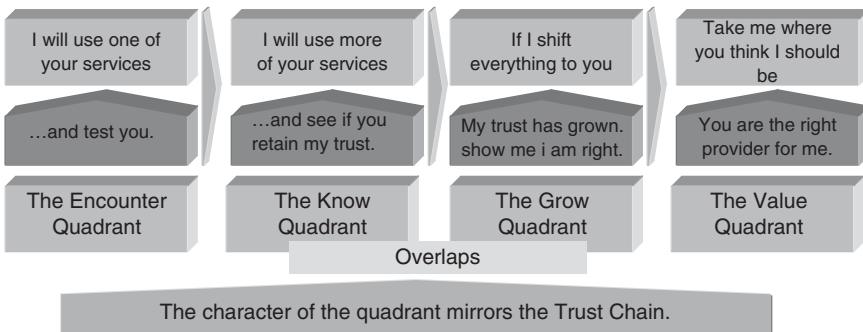 I will use one of
your services
I will use more
of your services
If I shift
everything to you
Take me where
you think I should
be
…and test you.
…and see if you
retain my trust.
My trust has grown.
show me i am right.
You are the right
provider for me.
The Encounter
Quadrant
The Know
Quadrant
The Grow
Quadrant
The Value
Quadrant
Overlaps
The character of the quadrant mirrors the Trust Chain.